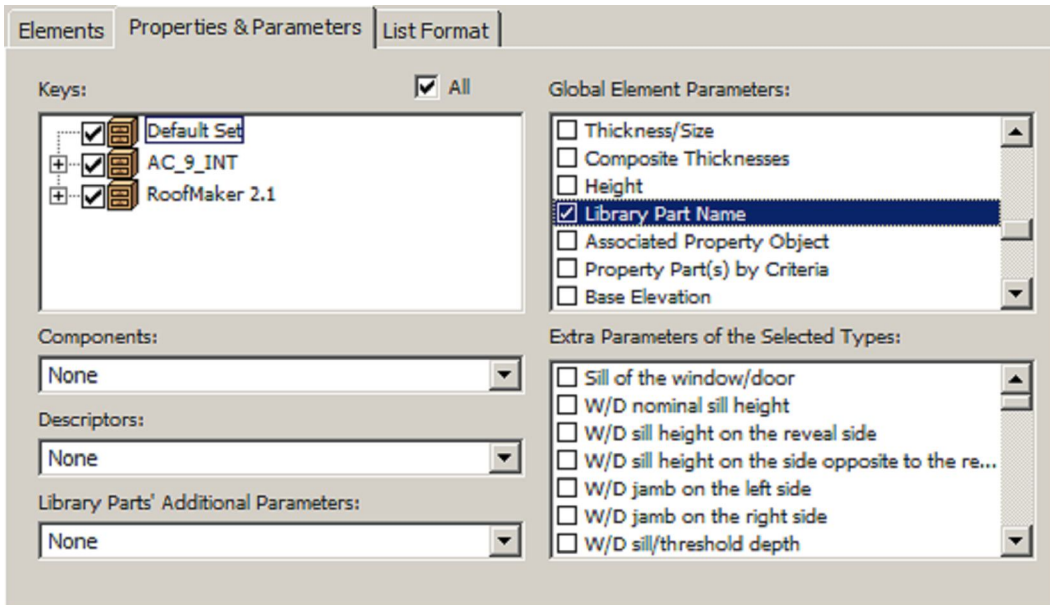 Elements
Properties & Parameters
List Format
Keys:
All
Default Set
AC_9_INT
RoofMaker 2.1
Components:
None
Descriptors:
None
Library Parts' Additional Parameters:
None
Global Element Parameters:
Thickness/Size
Composite Thicknesses
Height
Library Part Name
Associated Property Object
Property Part(s) by Criteria
Base Elevation
Extra Parameters of the Selected Types:
Sill of the window/door
W/D nominal sill height
W/D sill height on the reveal side
W/D sill height on the side opposite to the re...
W/D jamb on the left side
W/D jamb on the right side
W/D sill/threshold depth